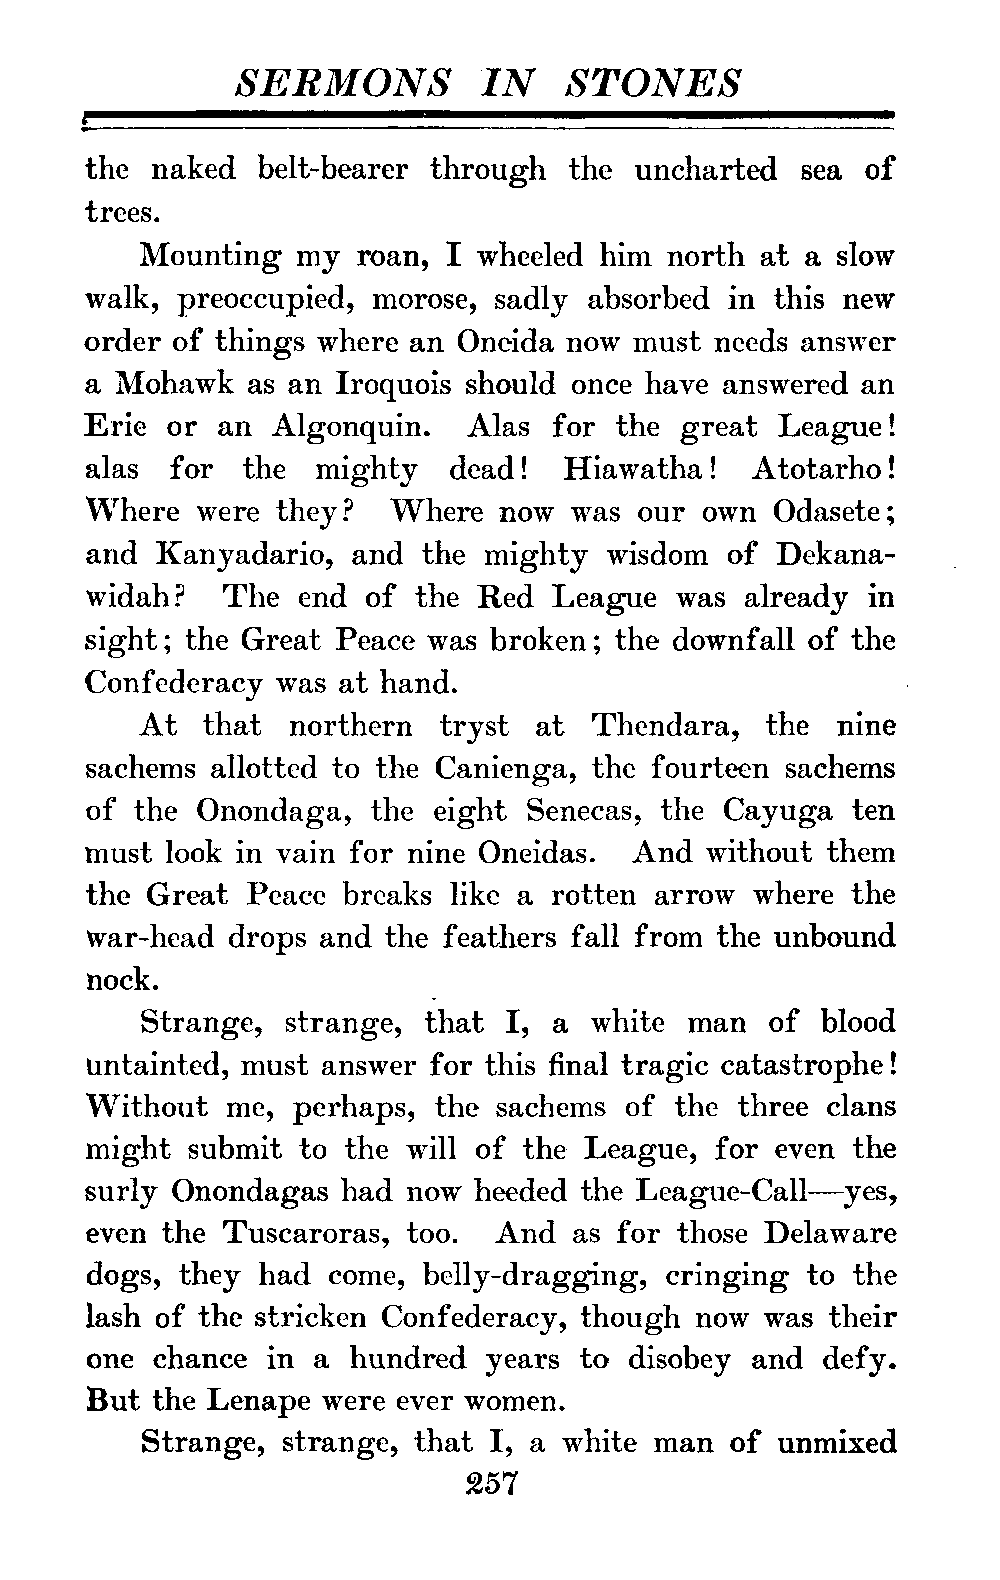 SERMONS IN STONES
the naked belt-bearer through the uncharted sea of
trees.
Mounting my roan, I wheeled him north at a slow
walk, preoccupied, morose, sadly absorbed in this new
order of things where an Oneida now must needs answer
a Mohawk as an Iroquois should once have answered an
Erie or an Algonquin. Alas for the great League!
alas for the mighty dead! Hiawatha! Atotarho!
Where were they? Where now was our own Odasete;
and Kanyadario, and the mighty wisdom of Dekana-
widah? The end of the Red League was already in
sight; the Great Peace was broken; the downfall of the
Confederacy was at hand.
At that northern tryst at Thendara, the nine
sachems allotted to the Canienga, the fourteen sachems
of the Onondaga, the eight Senecas, the Cayuga ten
must look in vain for nine Oneidas. And without them
the Great Peace breaks like a rotten arrow where the
war-head drops and the feathers fall from the unbound
nock.
Strange, strange, that I, a white man of blood
untainted, must answer for this final tragic catastrophe!
Without me, perhaps, the sachems of the three clans
might submit to the will of the League, for even the
surly Onondagas had now heeded the League-Call—yes,
even the Tuscaroras, too. And as for those Delaware
dogs, they had come, belly-dragging, cringing to the
lash of the stricken Confederacy, though now was their
one chance in a hundred years to disobey and defy.
But the Lenape were ever women.
Strange, strange, that I, a white man of unmixed
257